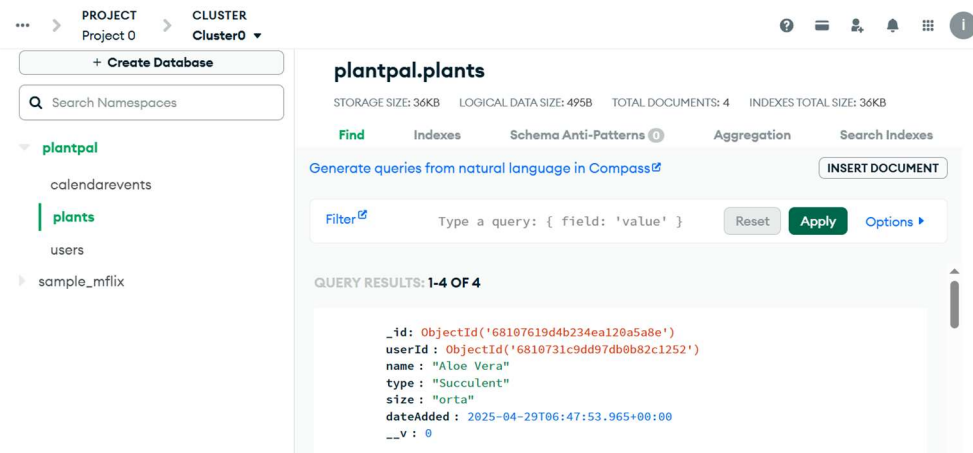 PROJECT
Project 0
CLUSTER
Cluster0
i
+ Create Database
Search Namespaces
plantpal
calendarevents
plants
users
sample_mflix
plantpal.plants
STORAGE SIZE: 36KB LOGICAL DATA SIZE: 495B TOTAL DOCUMENTS: 4 INDEXES TOTAL SIZE: 36KB
Find Indexes Schema Anti-Patterns 0 Aggregation Search Indexes
Generate queries from natural language in Compass
INSERT DOCUMENT
Filter Type a query: { field: 'value' } Reset Apply Options
QUERY RESULTS: 1-4 OF 4
_id: ObjectId('68107619d4b234ea120a5a8e')
userId : ObjectId('6810731c9dd97db0b82c1252')
name : "Aloe Vera"
type : "Succulent"
size : "orta"
dateAdded : 2025-04-29T06:47:53.965+00:00
__v : 0